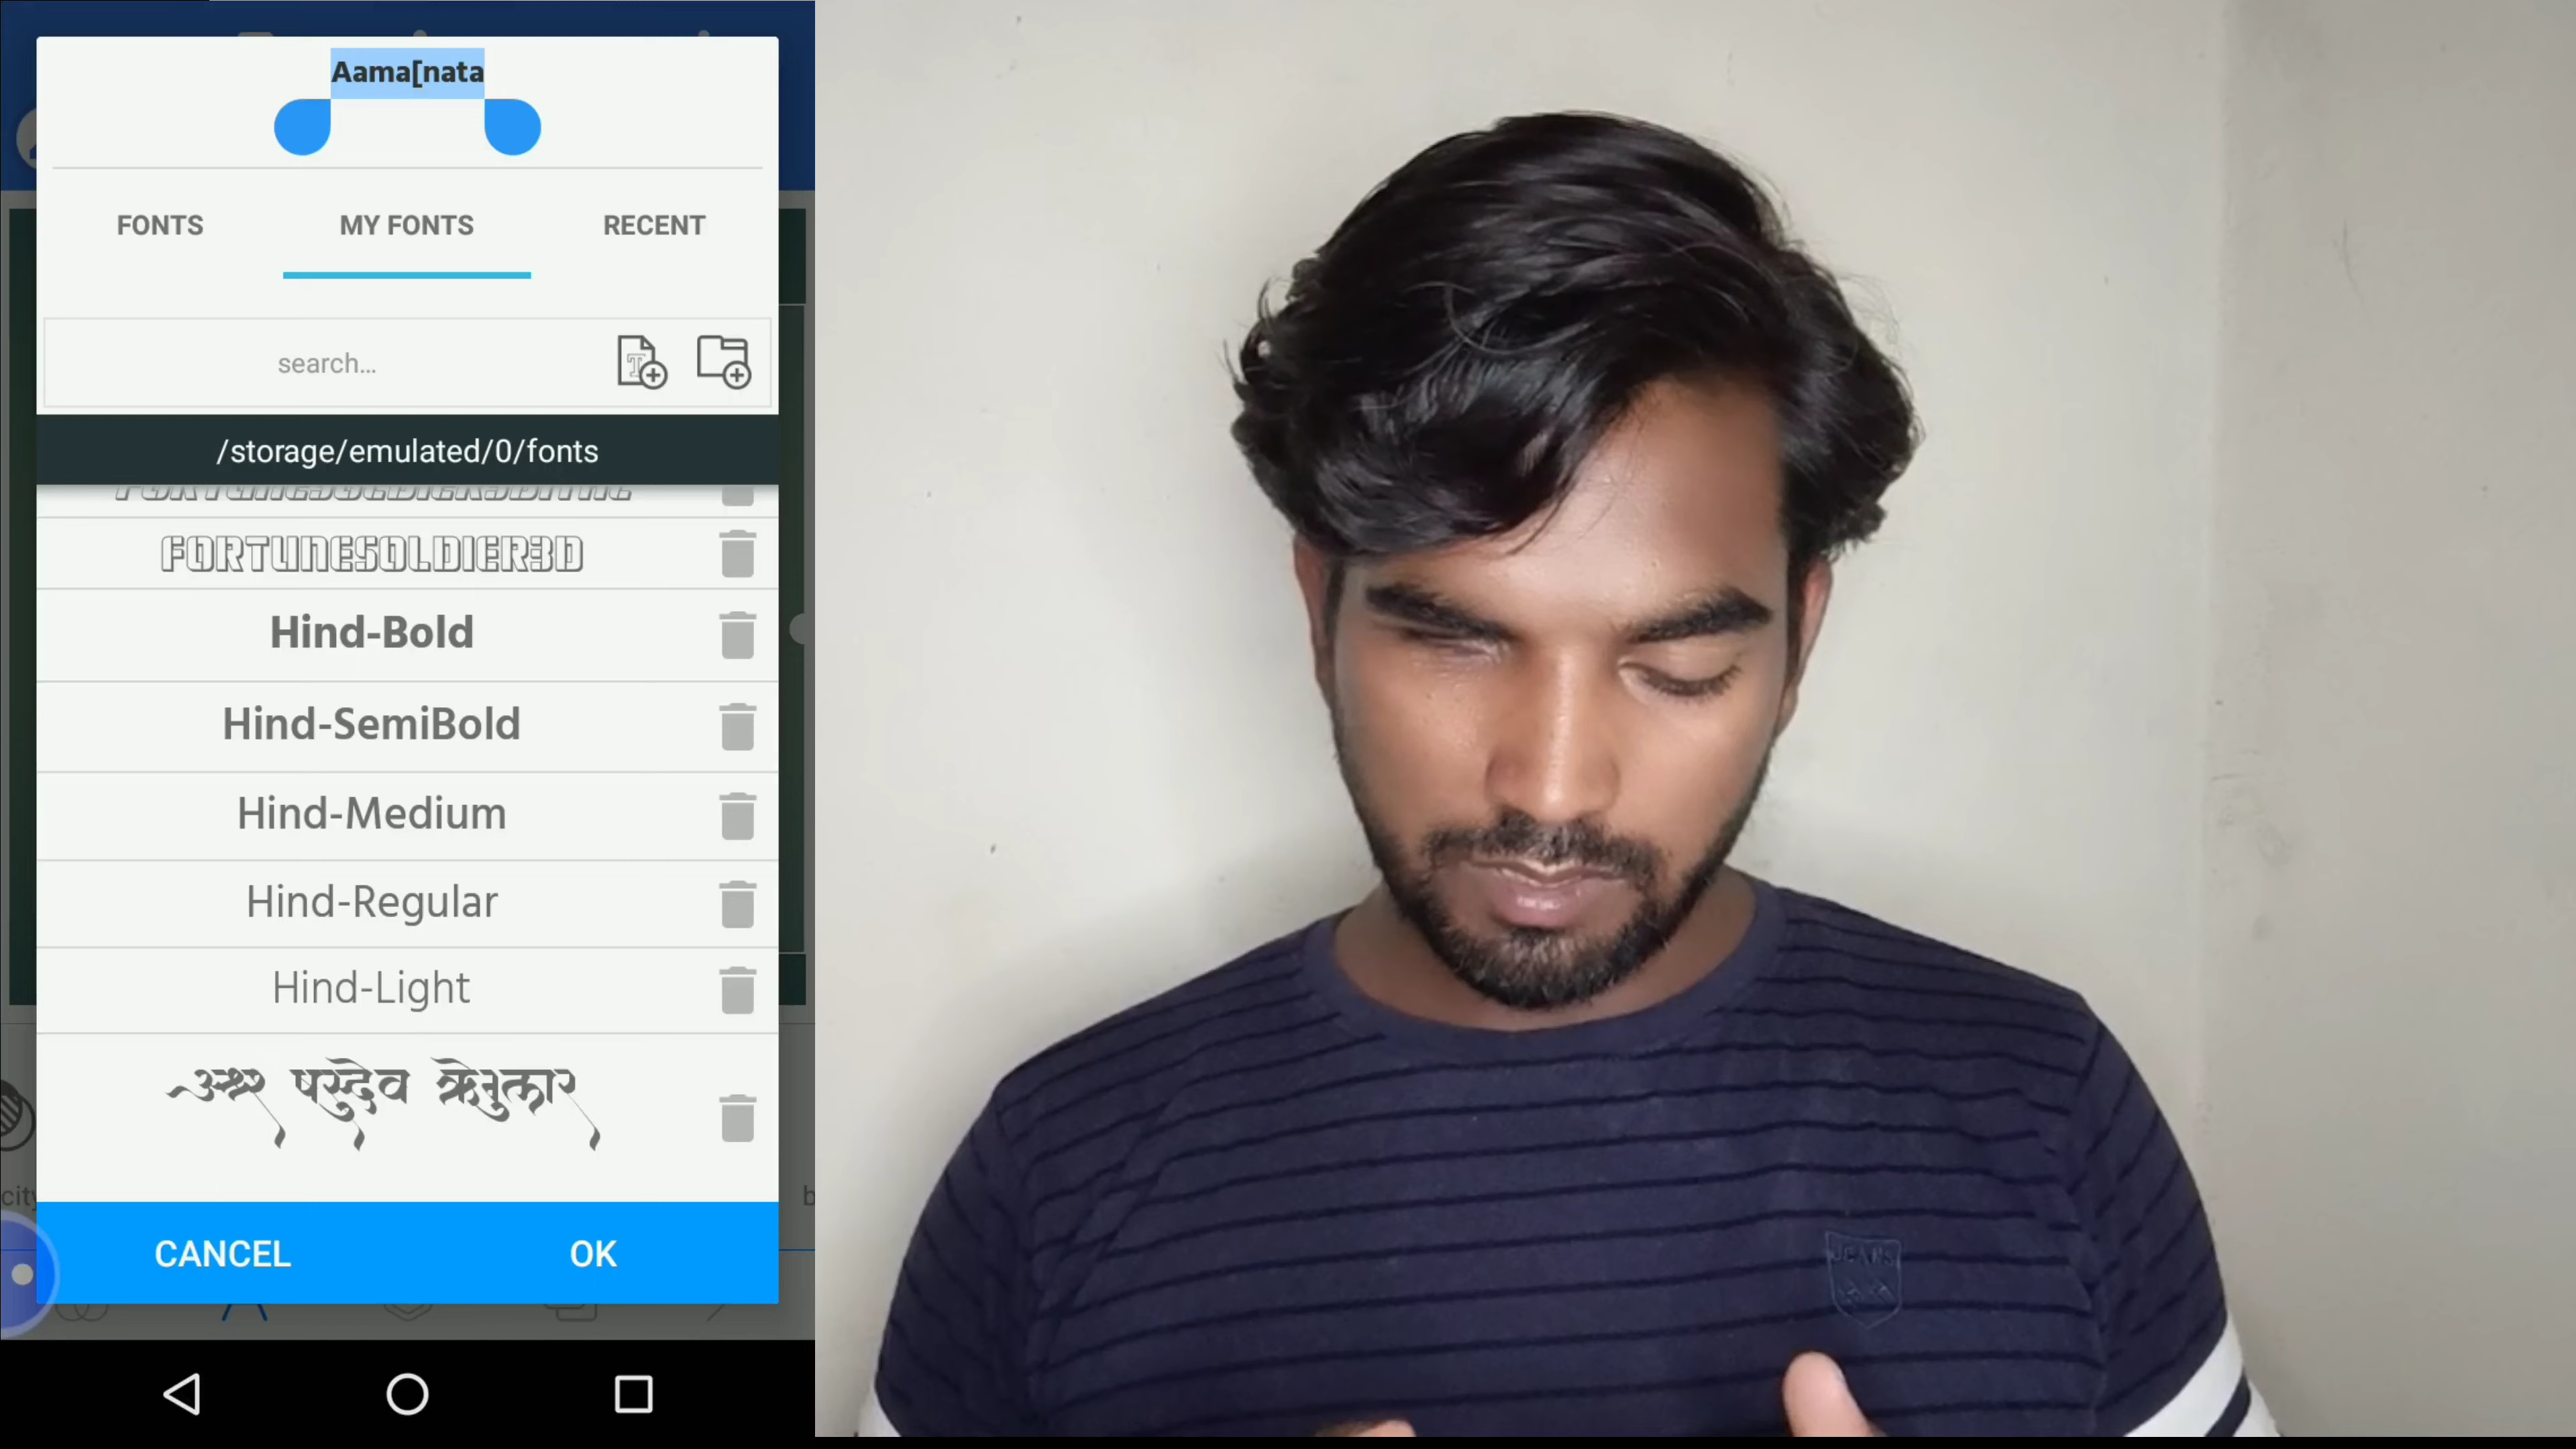 Aama[nata
FONTS
MY FONTS
RECENT
search...
/storage/emulated/0/fonts
FORTUNESOLDIER3D
Hind-Bold
Hind-SemiBold
Hind-Medium
Hind-Regular
Hind-Light
CANCEL
OK